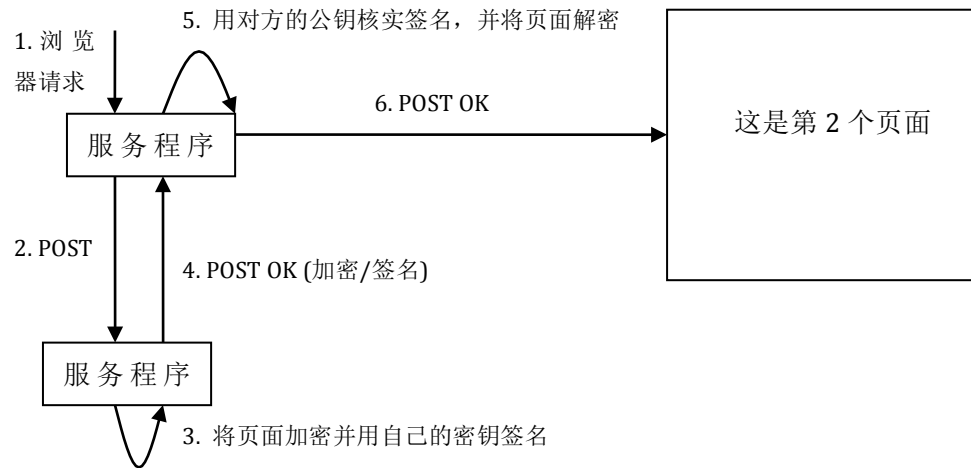 5. 用对方的公钥核实签名，并将页面解密
1. 浏 览
器请求
6. POST OK
这是第 2 个页面
服 务 程 序
2. POST
4. POST OK (加密/签名)
服 务 程 序
3. 将页面加密并用自己的密钥签名